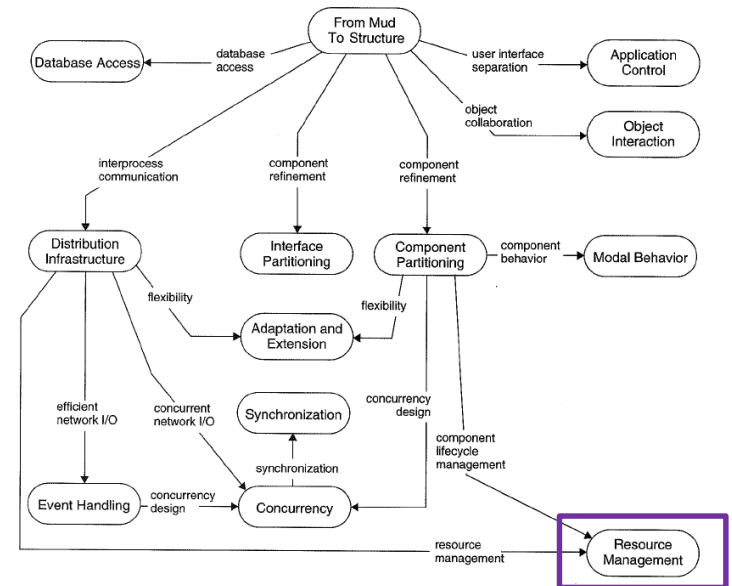 From Mud
To Structure
database
access
user interface
separation
Database Access
Application
Control
object
collaboration
Object
Interaction
interprocess
communication
component
refinement
component
refinement
Distribution
Infrastructure
Interface
Partitioning
Component
Partitioning
component
behavior
Modal Behavior
flexibility
flexibility
Adaptation and
Extension
efficient
network I/O
concurrent
network I/O
Synchronization
concurrency
design
synchronization
component
lifecycle
management
Event Handling
concurrency
design
Concurrency
resource
management
Resource
Management